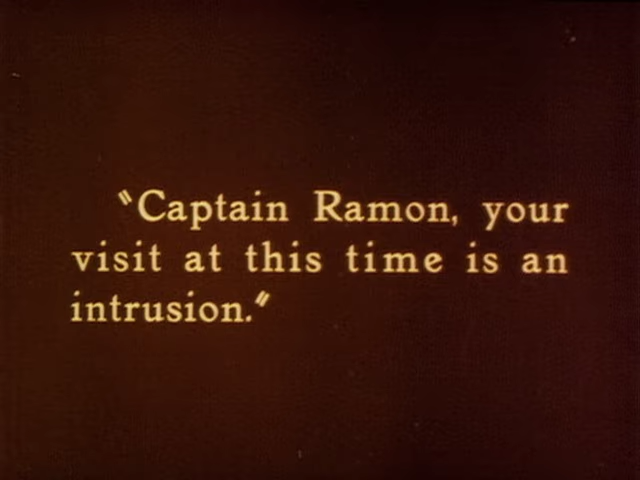 "Captain Ramon, your
visit at this time is an
intrusion."